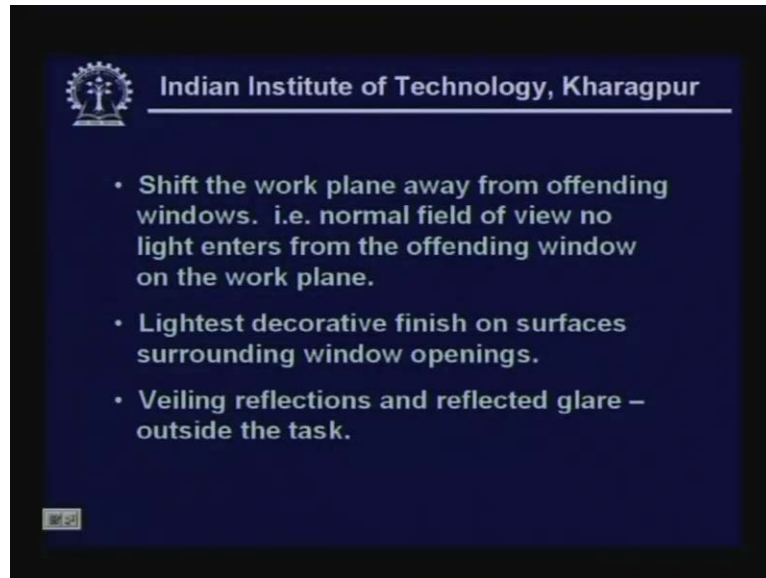 Indian Institute of Technology, Kharagpur
• Shift the work plane away from offending
windows. i.e. normal field of view no
light enters from the offending window
on the work plane.
• Lightest decorative finish on surfaces
surrounding window openings.
• Veiling reflections and reflected glare –
outside the task.